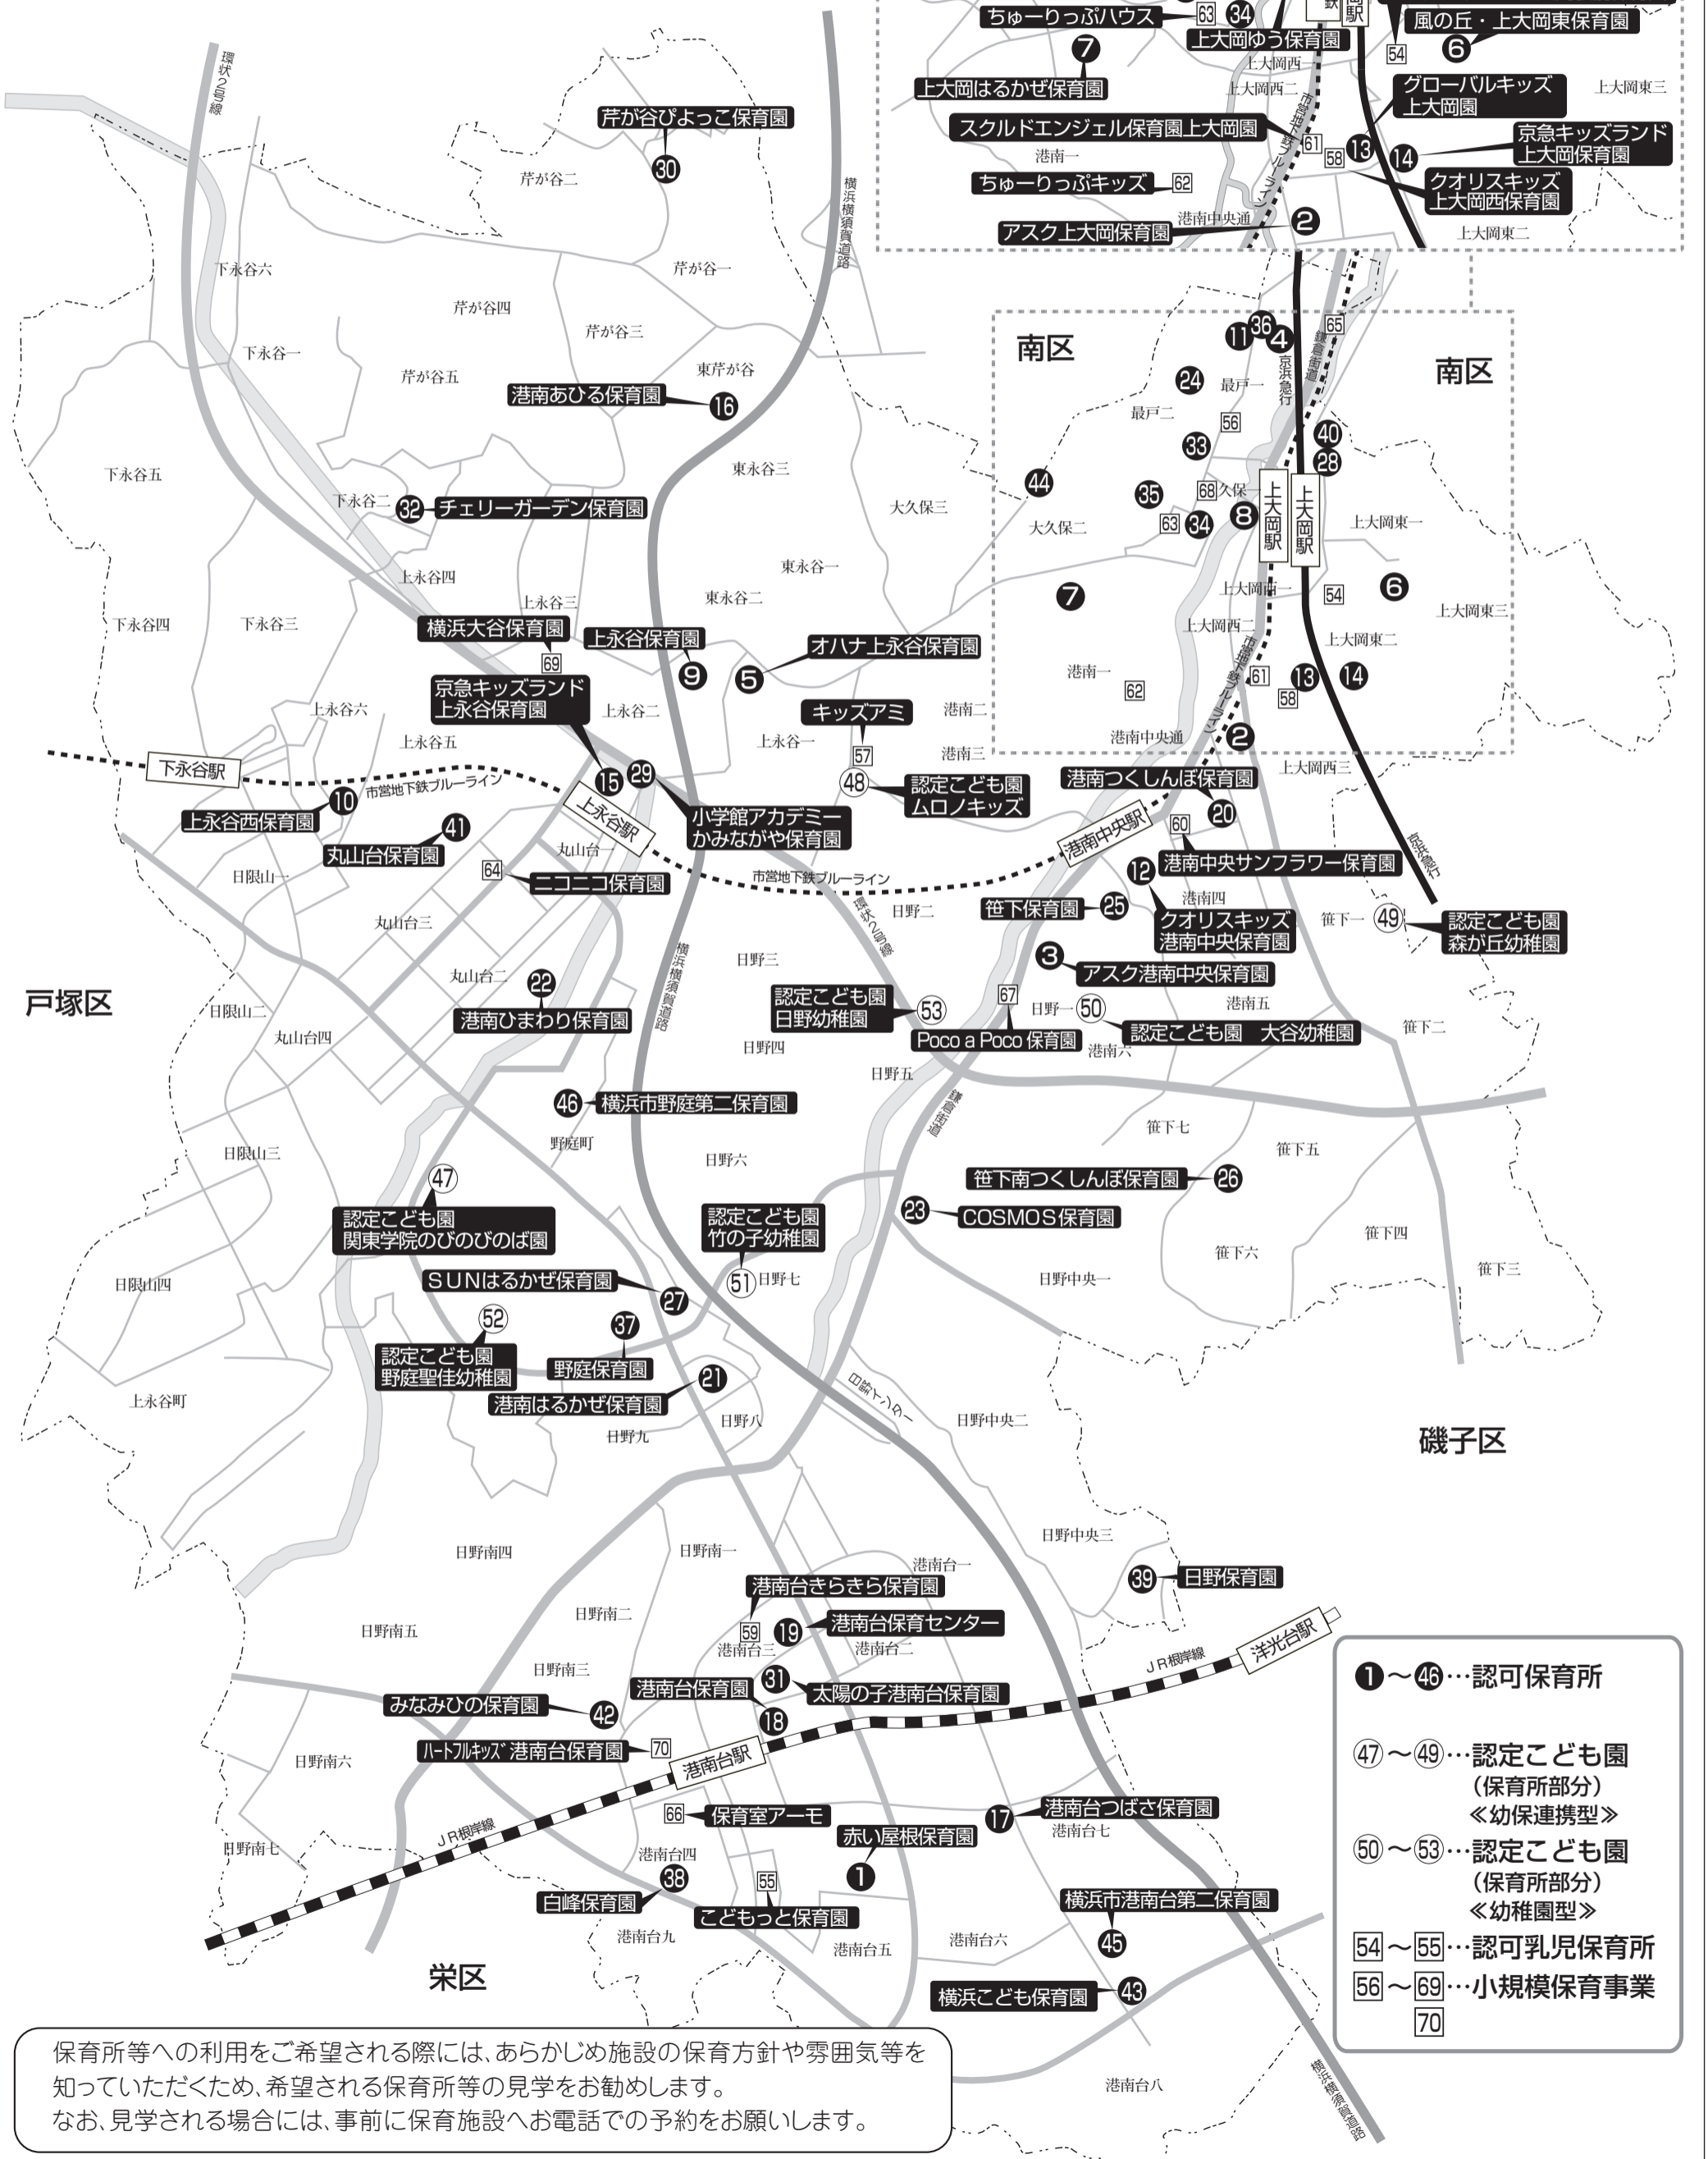 ちゅーりっぷハウス
63
34
上大岡ゆう保育園
54
風の丘・上大岡東保育園
6
7
上大岡はるかぜ保育園
上大岡西一
上大岡西二
グローバルキッズ
上大岡園
上大岡東三
スクルドエンジェル保育園上大岡園
市営地下鉄ブルーライン
61
58
13
14
京急キッズランド
上大岡保育園
港南一
ちゅーりっぷキッズ
62
クオリスキッズ
上大岡西保育園
港南中央通
アスク上大岡保育園
2
上大岡東二
環状2号線
横浜横須賀道路
芹が谷ぴよっこ保育園
30
芹が谷二
下永谷六
芹が谷一
芹が谷四
芹が谷三
下永谷一
芹が谷五
東芹が谷
港南あひる保育園
16
南区
11
36
4
65
京浜急行
鎌倉街道
南区
24
最戸一
最戸二
56
33
40
28
44
35
68
久保一
8
上大岡駅
上大岡駅
上大岡東一
大久保二
63
34
7
上大岡西一
54
6
上大岡東三
上大岡西二
上大岡東二
市営地下鉄ブルーライン
港南一
62
61
58
13
14
港南中央通
2
上大岡西三
下永谷五
下永谷二
32
チェリーガーデン保育園
東永谷三
大久保三
東永谷一
上永谷四
上永谷三
東永谷二
下永谷四
下永谷三
横浜大谷保育園
69
上永谷保育園
9
5
オハナ上永谷保育園
京急キッズランド
上永谷保育園
上永谷二
上永谷六
上永谷五
キッズアミ
57
港南二
上永谷一
港南三
48
認定こども園
ムロノキッズ
下永谷駅
市営地下鉄ブルーライン
上永谷西保育園
10
15
29
上永谷駅
小学館アカデミー
かみながや保育園
41
丸山台保育園
丸山台一
64
ニコニコ保育園
市営地下鉄ブルーライン
日限山一
港南つくしんぼ保育園
20
港南中央駅
60
港南中央サンフラワー保育園
12
港南四
クオリスキッズ
港南中央保育園
京浜急行
笹下保育園
25
笹下一
49
認定こども園
森が丘幼稚園
環状2号線
日野二
丸山台三
横浜横須賀道路
日野三
3
アスク港南中央保育園
戸塚区
丸山台二
22
港南ひまわり保育園
日限山二
丸山台四
認定こども園
日野幼稚園
53
67
日野一
50
港南五
認定こども園 大谷幼稚園
Poco a Poco 保育園
港南六
笹下二
日野四
日野五
46
横浜市野庭第二保育園
鎌倉街道
野庭町
笹下七
笹下五
日限山三
日野六
47
認定こども園
関東学院のびのびのば園
笹下南つくしんぼ保育園
26
23
COSMOS保育園
認定こども園
竹の子幼稚園
51
日野七
笹下四
笹下六
笹下三
日限山四
SUNはるかぜ保育園
27
日野中央一
52
認定こども園
野庭聖佳幼稚園
37
野庭保育園
港南はるかぜ保育園
21
上永谷町
日野インター
日野八
日野九
日野中央二
磯子区
日野南四
日野南一
日野中央三
港南台一
39
日野保育園
港南台きらきら保育園
59
19
港南台保育センター
日野南二
日野南五
港南台三
港南台二
日野南三
31
太陽の子港南台保育園
JR根岸線
洋光台駅
港南台保育園
18
みなみひの保育園
42
ハートフルキッズ港南台保育園
70
港南台駅
日野南六
66
保育室アーモ
17
港南台つばさ保育園
港南台七
赤い屋根保育園
1
JR根岸線
日野南七
港南台四
38
白峰保育園
55
こどもっと保育園
横浜市港南台第二保育園
45
港南台九
港南台五
港南台六
栄区
横浜こども保育園
43
港南台八
横浜横須賀道路
❶〜㊻…認可保育所
㊼〜㊾…認定こども園
(保育所部分)
≪幼保連携型≫
㊿〜53…認定こども園
(保育所部分)
≪幼稚園型≫
54〜55…認可乳児保育所
56〜69…小規模保育事業
70
保育所等への利用をご希望される際には、あらかじめ施設の保育方針や雰囲気等を
知っていただくため、希望される保育所等の見学をお勧めします。
なお、見学される場合には、事前に保育施設へお電話での予約をお願いします。